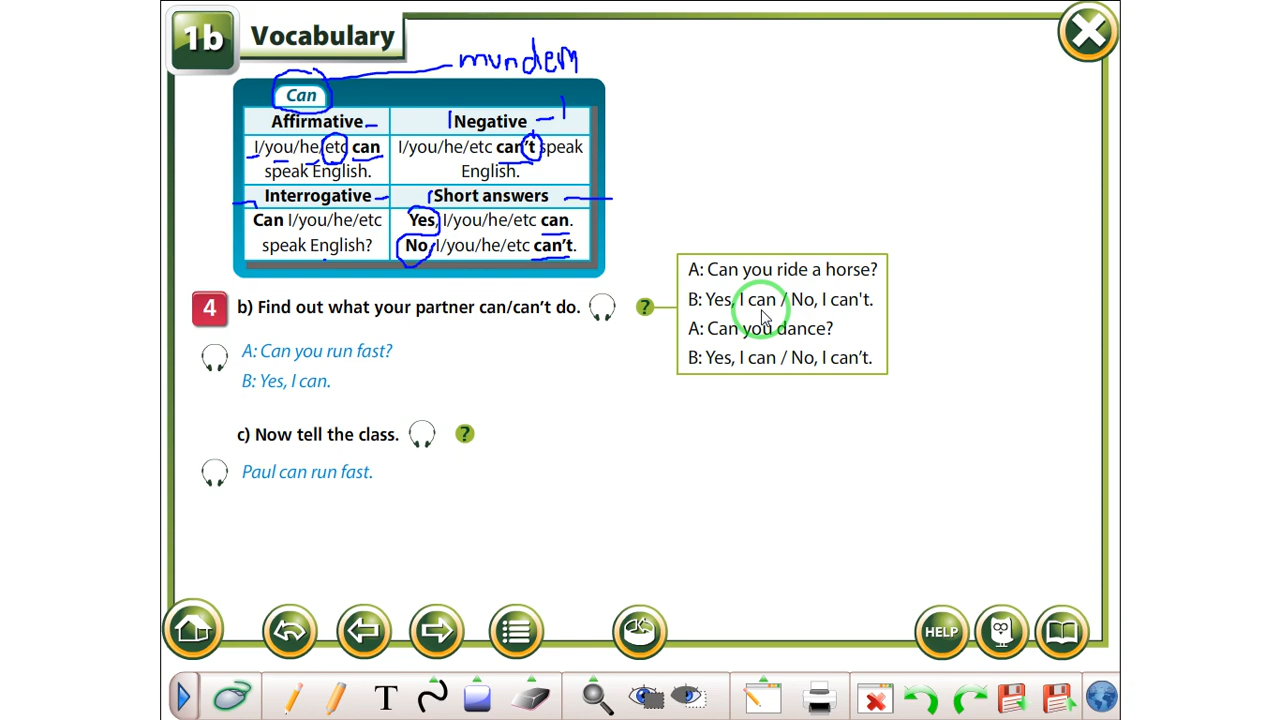 1b Vocabulary
mundem
Can
Affirmative
Negative
I/you/he/etc can speak English.
I/you/he/etc can't speak English.
Interrogative
Short answers
Can I/you/he/etc speak English?
Yes, I/you/he/etc can.
No, I/you/he/etc can't.
4 b) Find out what your partner can/can't do. ?
A: Can you run fast?
B: Yes, I can.
c) Now tell the class. ?
Paul can run fast.
A: Can you ride a horse?
B: Yes, I can / No, I can't.
A: Can you dance?
B: Yes, I can / No, I can't.
HELP
T